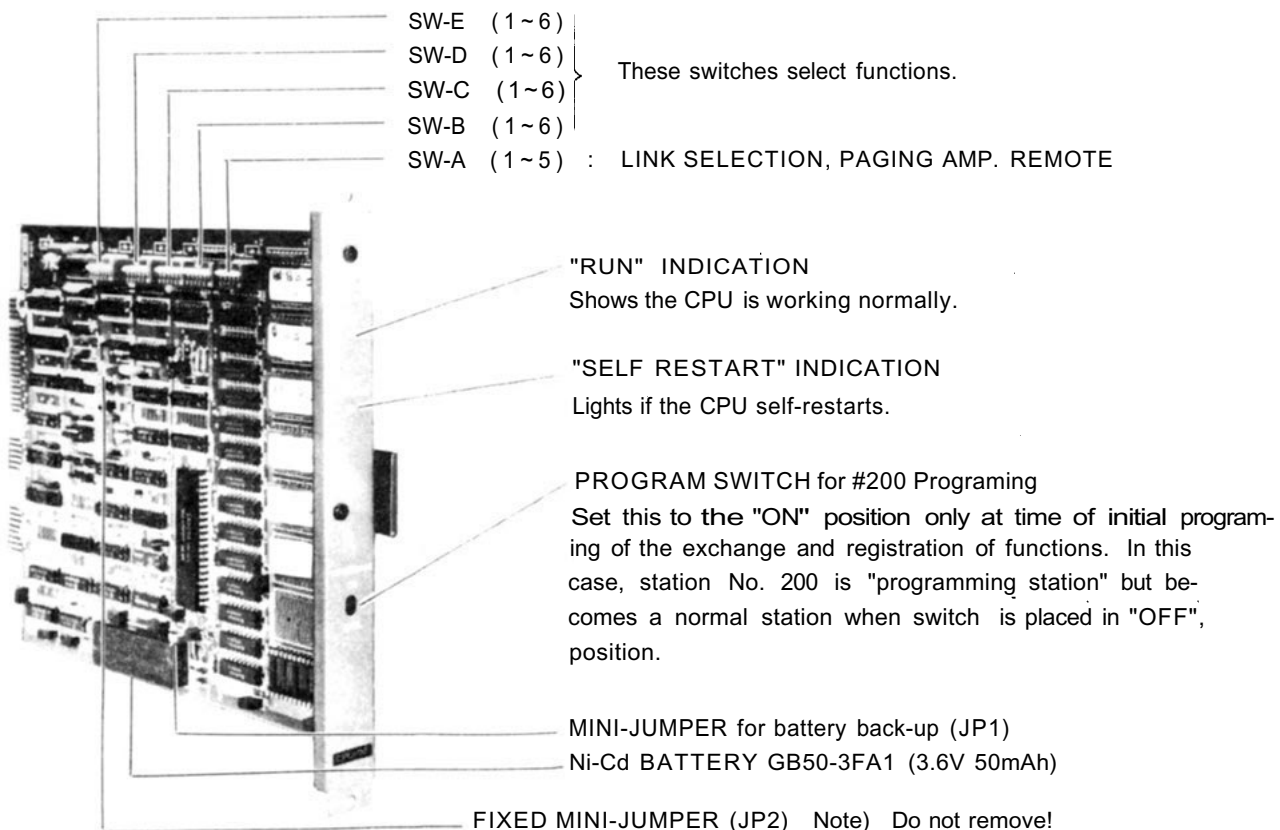 SW-E (1~6)
SW-D (1~6)
SW-C (1~6)
SW-B (1~6)
These switches select functions.
SW-A (1~5) : LINK SELECTION, PAGING AMP. REMOTE
"RUN" INDICATION
Shows the CPU is working normally.
"SELF RESTART" INDICATION
Lights if the CPU self-restarts.
PROGRAM SWITCH for #200 Programing
Set this to the "ON" position only at time of initial program-
ing of the exchange and registration of functions. In this
case, station No. 200 is "programming station" but be-
comes a normal station when switch is placed in "OFF",
position.
MINI-JUMPER for battery back-up (JP1)
Ni-Cd BATTERY GB50-3FA1 (3.6V 50mAh)
FIXED MINI-JUMPER (JP2) Note) Do not remove!